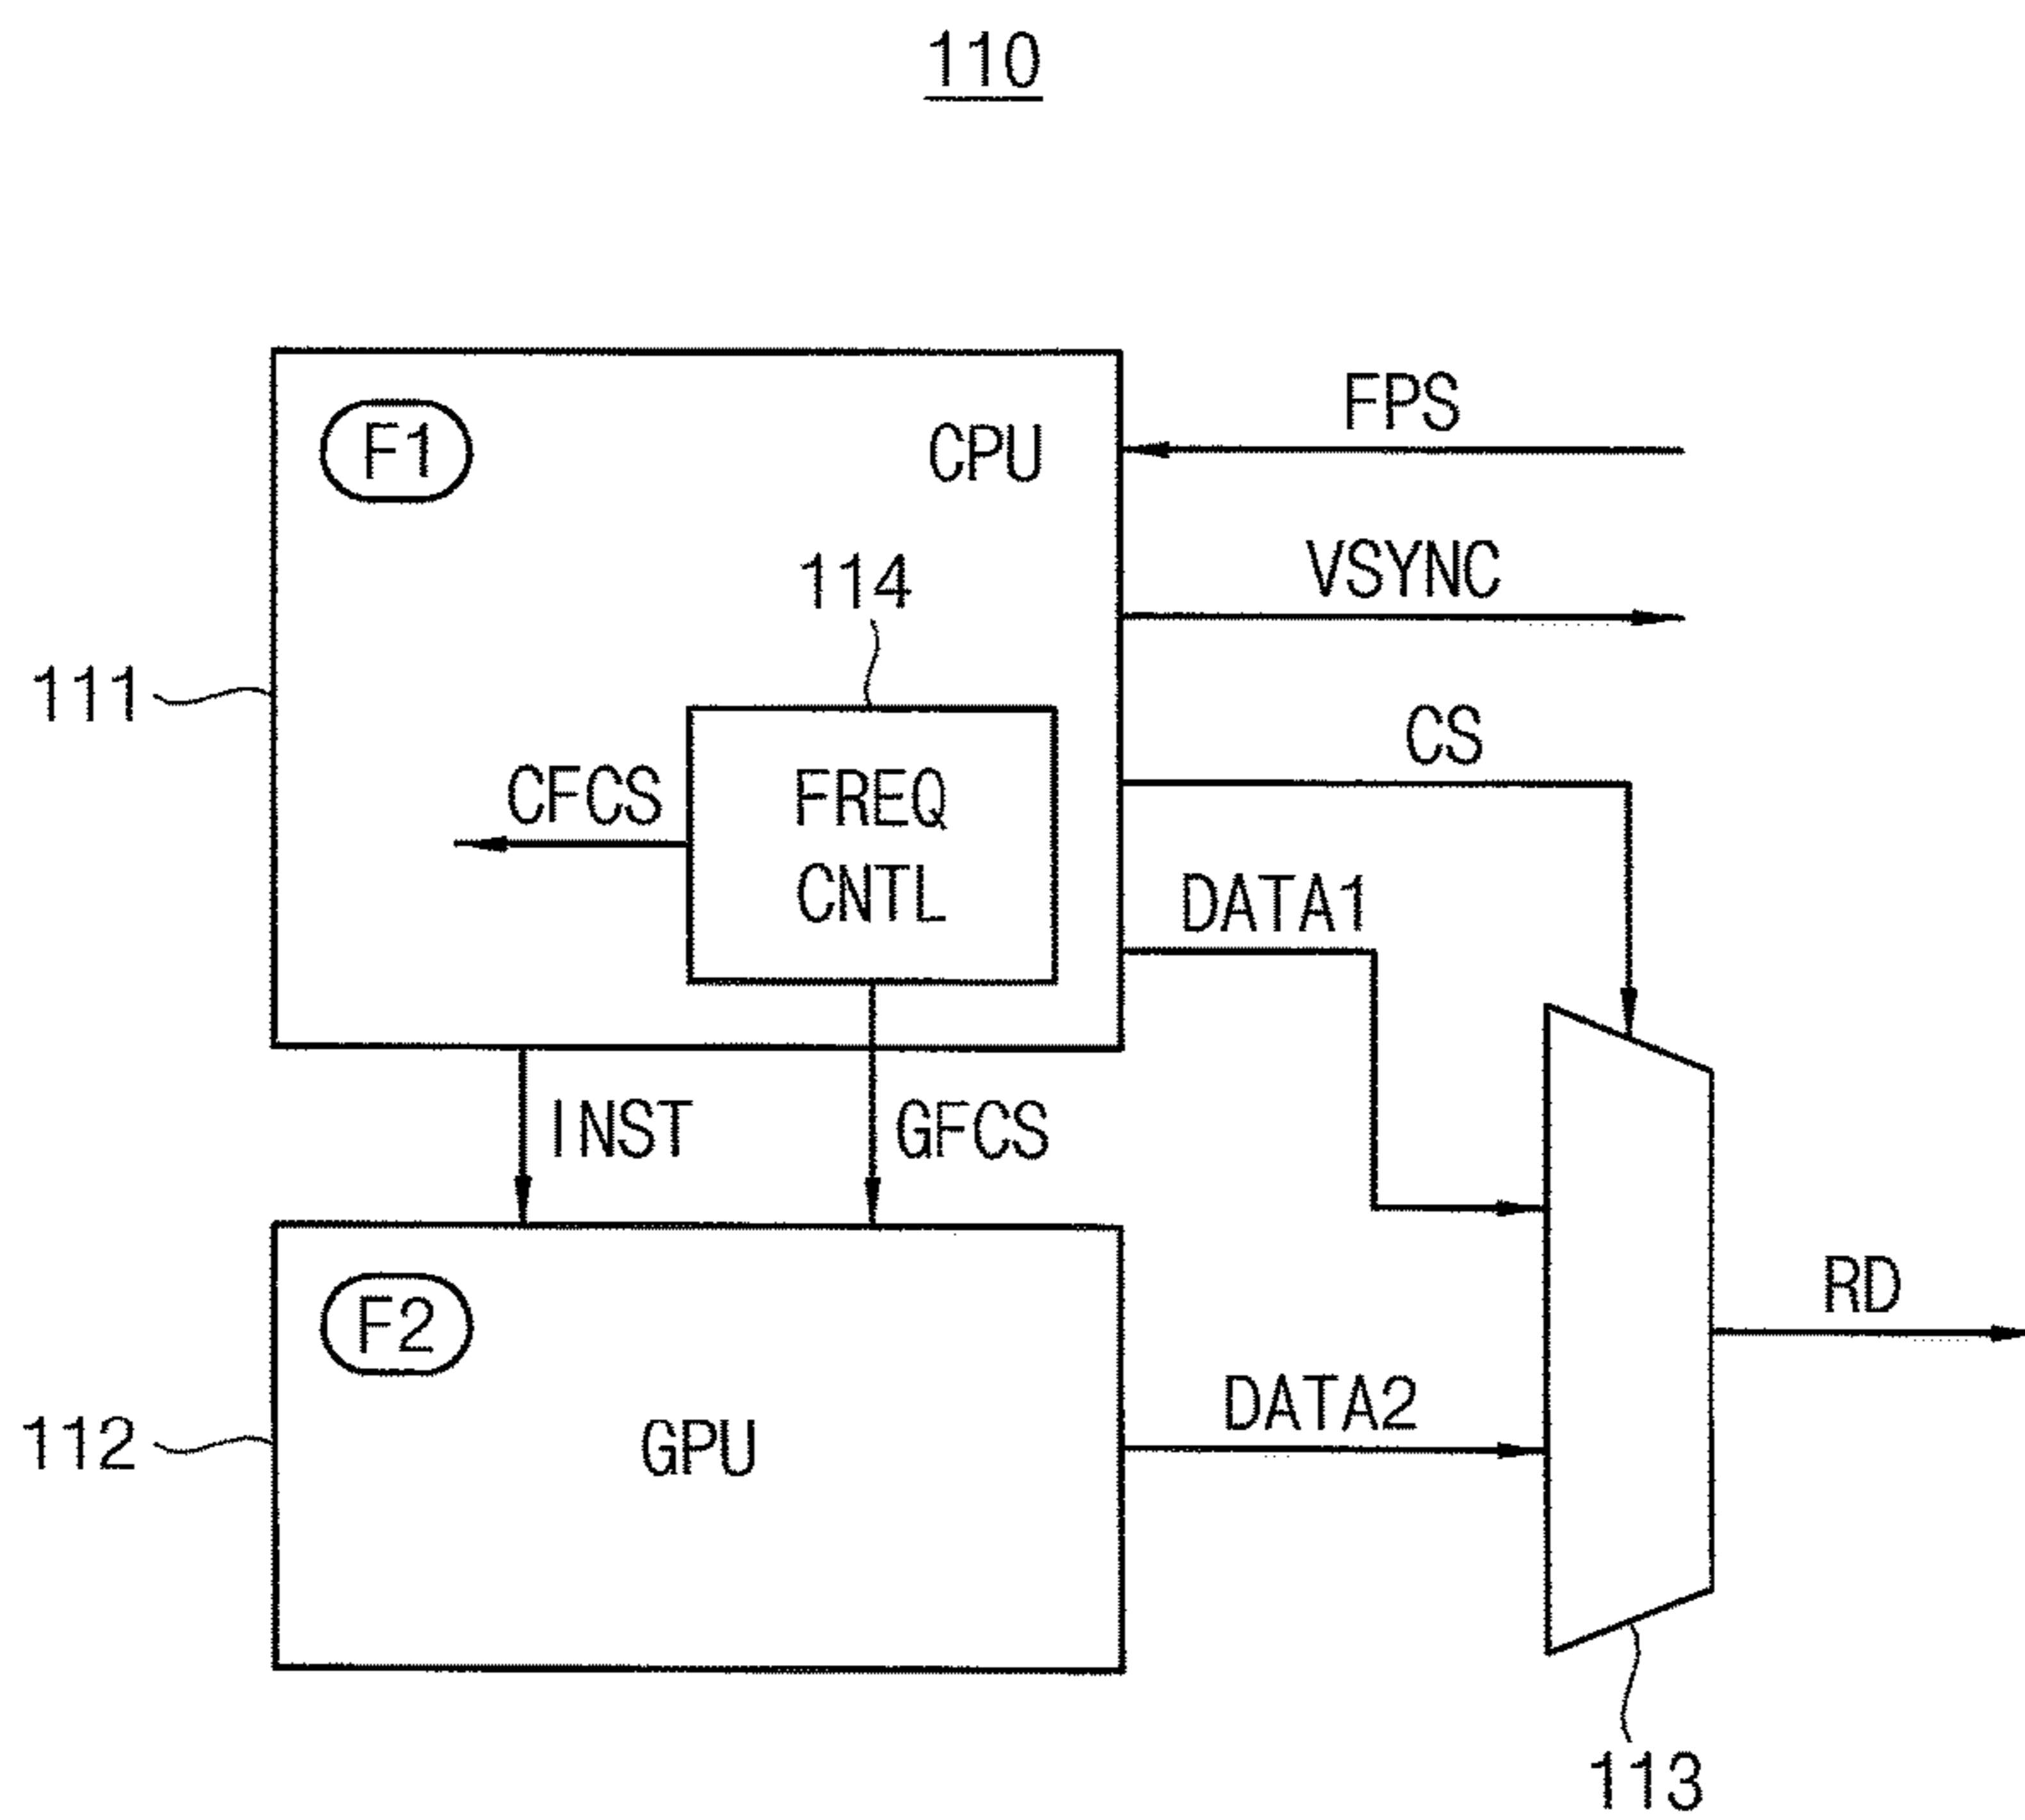 110
F1
CPU
FPS
VSYNC
114
111
CS
CFCS
FREQ
CNTL
DATA1
INST
GFCS
F2
RD
DATA2
112
GPU
113